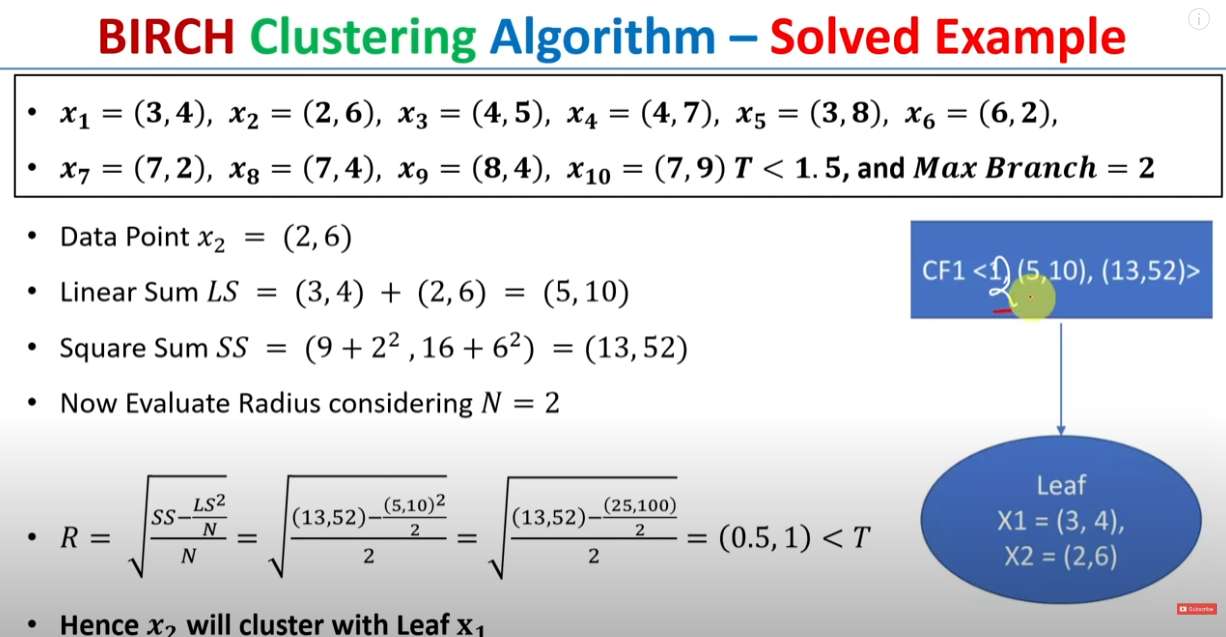 BIRCH Clustering Algorithm – Solved Example
• x₁ = (3, 4), x₂ = (2, 6), x₃ = (4, 5), x₄ = (4, 7), x₅ = (3, 8), x₆ = (6, 2),
• x₇ = (7, 2), x₈ = (7, 4), x₉ = (8, 4), x₁₀ = (7, 9) T < 1.5, and Max Branch = 2
• Data Point x₂ = (2, 6)
• Linear Sum LS = (3, 4) + (2, 6) = (5, 10)
• Square Sum SS = (9 + 2², 16 + 6²) = (13, 52)
• Now Evaluate Radius considering N = 2
• R = √((SS−LS²/N)/N) = √(((13,52)−(5,10)²/2)/2) = √(((13,52)−(25,100)/2)/2) = (0.5, 1) < T
• Hence x₂ will cluster with Leaf x₁
CF1 <1, (5,10), (13,52)>
2
Leaf
X1 = (3, 4),
X2 = (2,6)
Subscribe
i